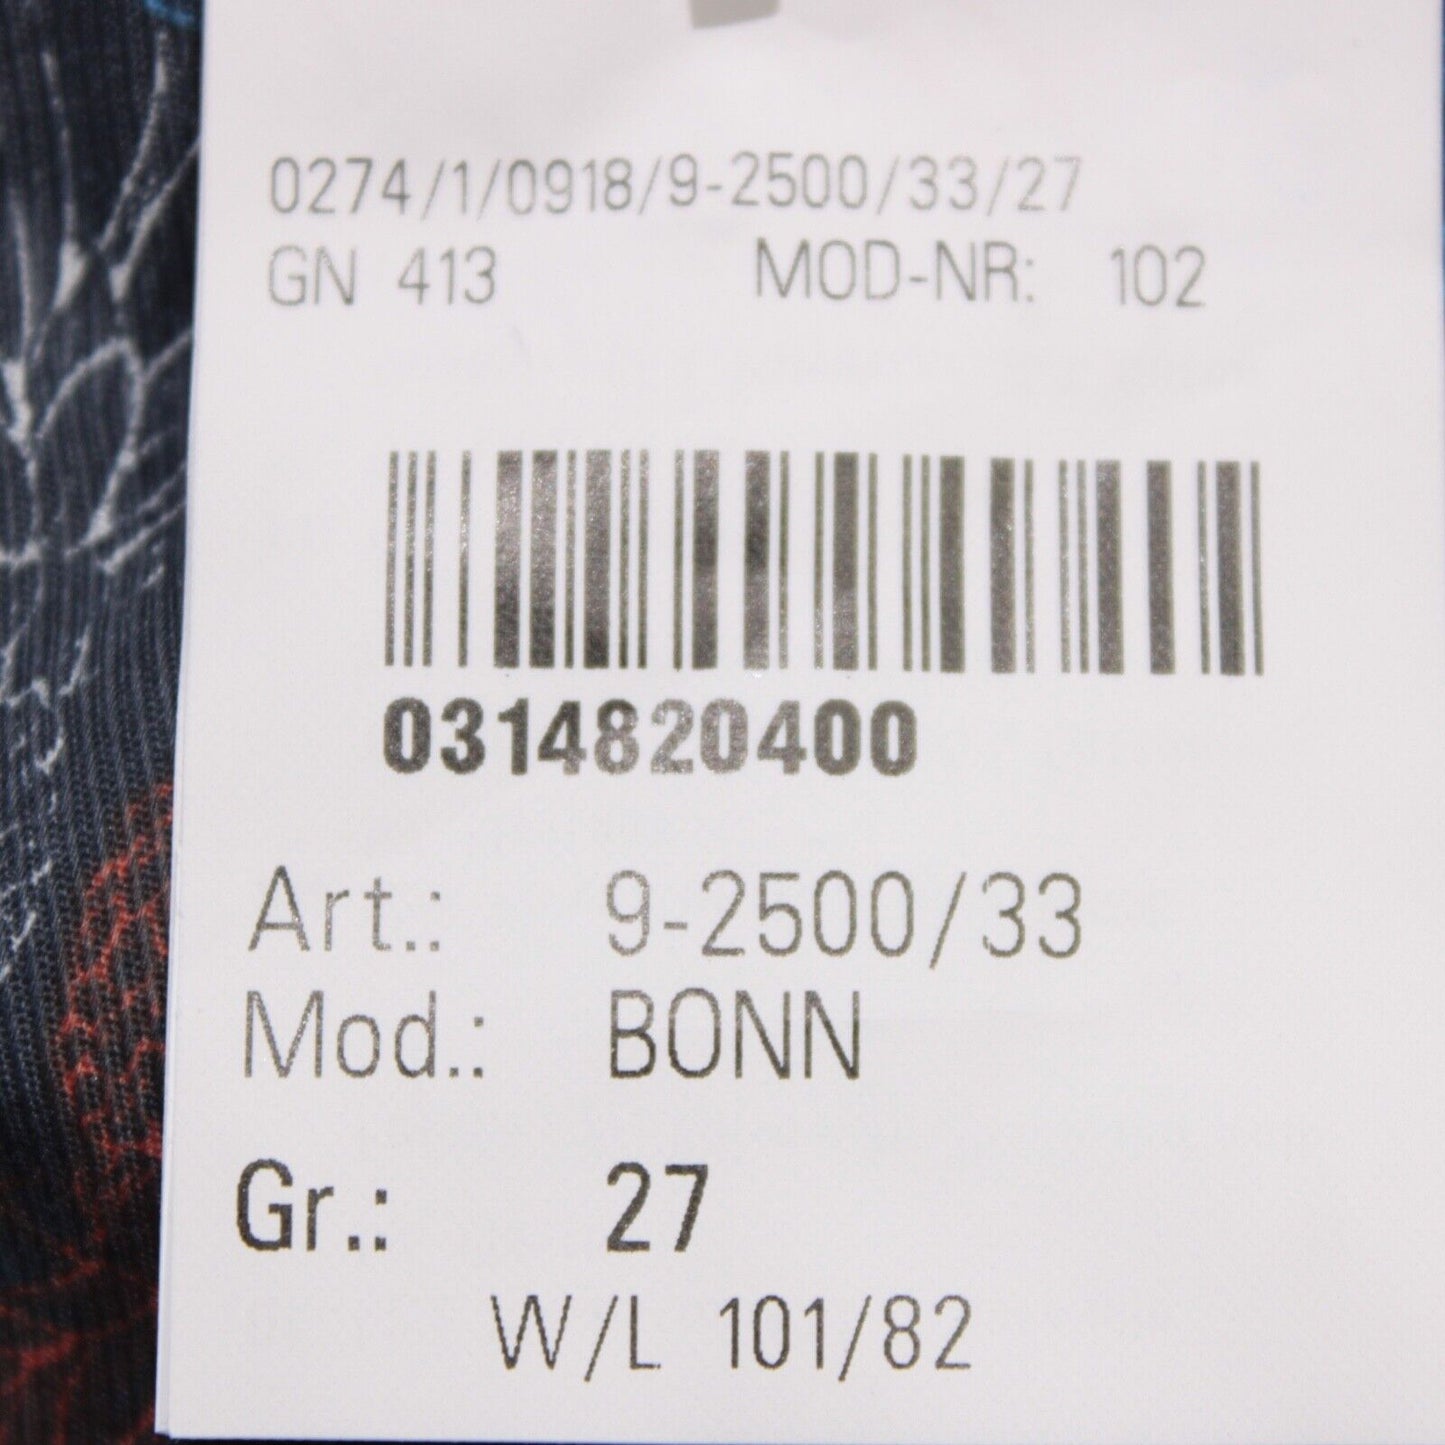 0274/1/0918/9-2500/33/27
GN 413 MOD-NR: 102
0314820400
Art.: 9-2500/33
Mod.: BONN
Gr.: 27
W/L 101/82